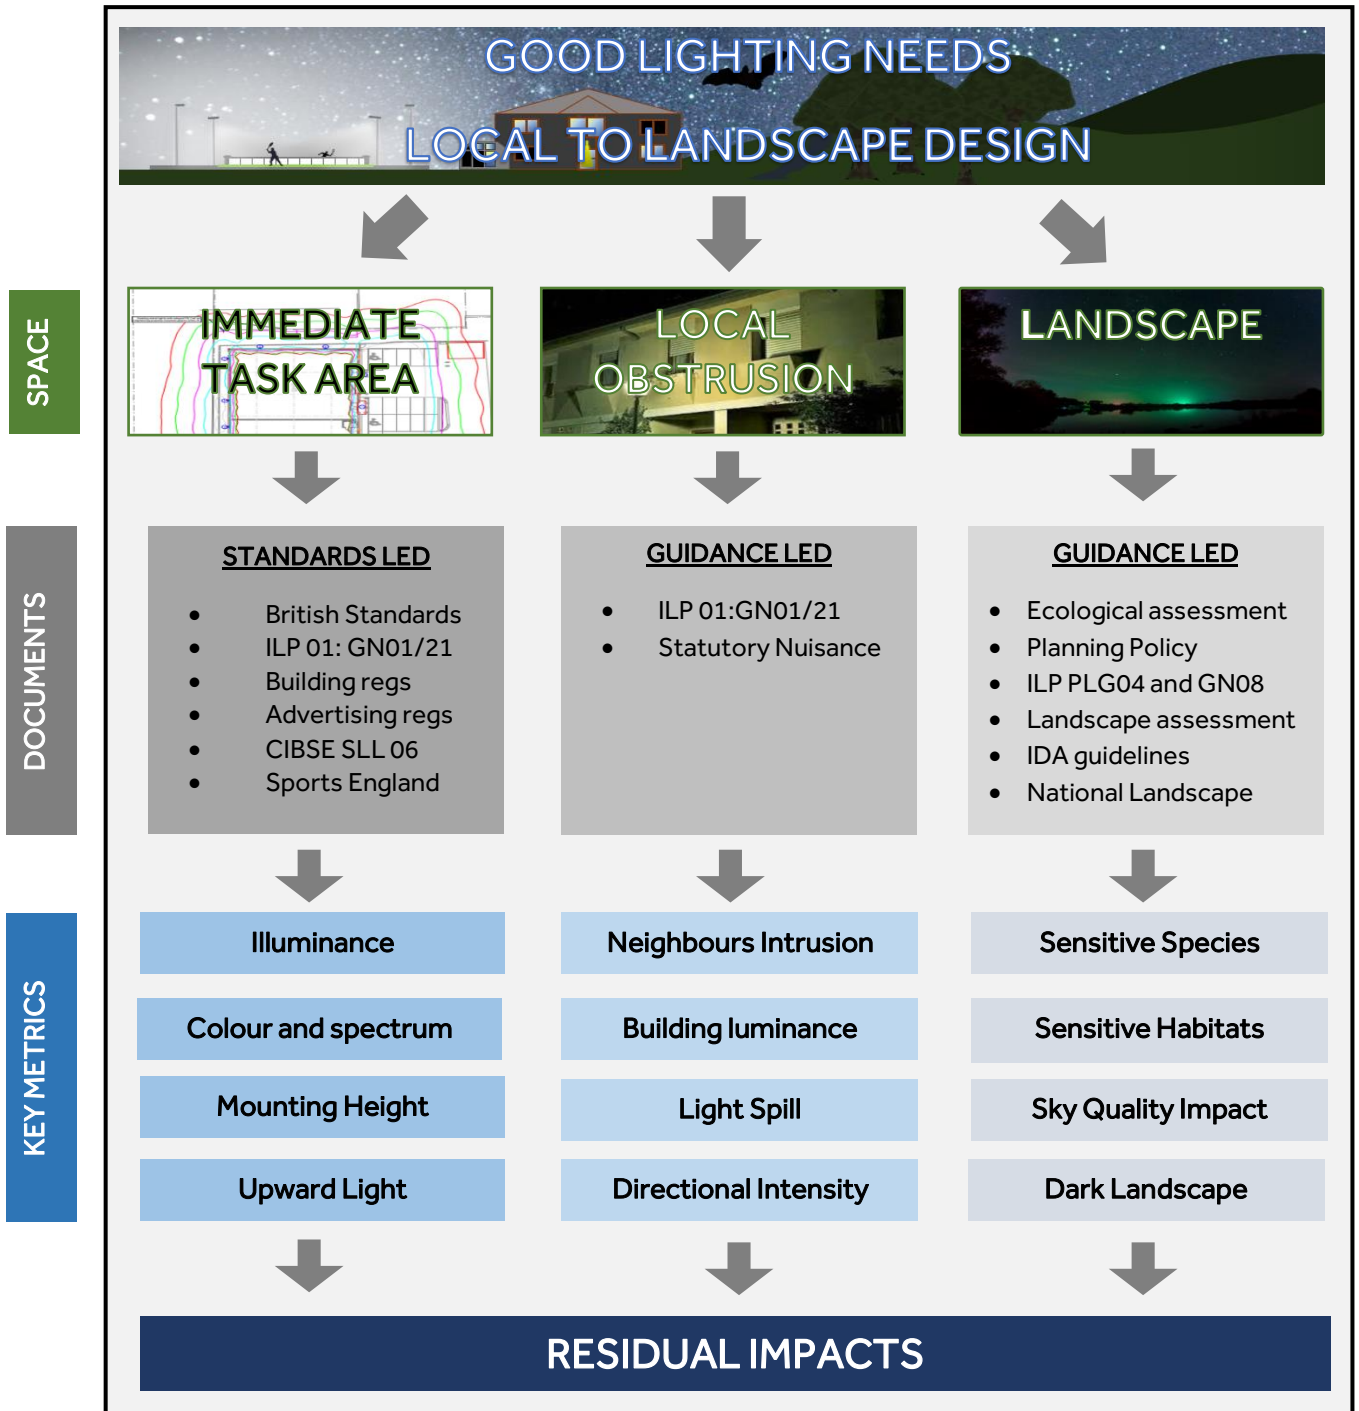 GOOD LIGHTING NEEDS
LOCAL TO LANDSCAPE DESIGN
SPACE
IMMEDIATE
TASK AREA
LOCAL
OBSTRUSION
LANDSCAPE
DOCUMENTS
STANDARDS LED
• British Standards
• ILP 01: GN01/21
• Building regs
• Advertising regs
• CIBSE SLL 06
• Sports England
GUIDANCE LED
• ILP 01:GN01/21
• Statutory Nuisance
GUIDANCE LED
• Ecological assessment
• Planning Policy
• ILP PLG04 and GN08
• Landscape assessment
• IDA guidelines
• National Landscape
KEY METRICS
Illuminance
Colour and spectrum
Mounting Height
Upward Light
Neighbours Intrusion
Building luminance
Light Spill
Directional Intensity
Sensitive Species
Sensitive Habitats
Sky Quality Impact
Dark Landscape
RESIDUAL IMPACTS